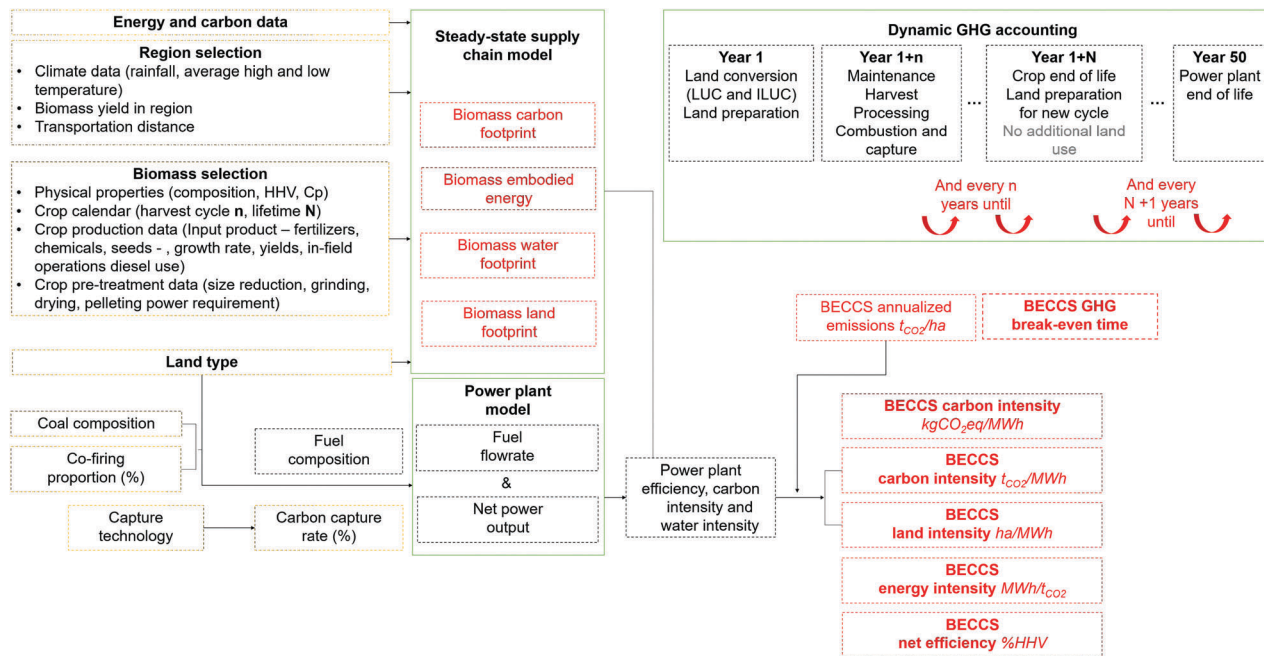 Energy and carbon data
Region selection
• Climate data (rainfall, average high and low
temperature)
• Biomass yield in region
• Transportation distance
Biomass selection
• Physical properties (composition, HHV, Cp)
• Crop calendar (harvest cycle n, lifetime N)
• Crop production data (Input product – fertilizers,
chemicals, seeds - , growth rate, yields, in-field
operations diesel use)
• Crop pre-treatment data (size reduction, grinding,
drying, pelleting power requirement)
Land type
Coal composition
Co-firing
proportion (%)
Fuel
composition
Capture
technology
Carbon capture
rate (%)
Steady-state supply
chain model
Biomass carbon
footprint
Biomass embodied
energy
Biomass water
footprint
Biomass land
footprint
Power plant
model
Fuel
flowrate
&
Net power
output
Power plant
efficiency, carbon
intensity and
water intensity
Dynamic GHG accounting
Year 1
Land conversion
(LUC and ILUC)
Land preparation
Year 1+n
Maintenance
Harvest
Processing
Combustion and
capture
...
Year 1+N
Crop end of life
Land preparation
for new cycle
No additional land
use
...
Year 50
Power plant
end of life
And every n
years until
And every
N +1 years
until
BECCS annualized
emissions tCO2/ha
BECCS GHG
break-even time
BECCS carbon intensity
kgCO2eq/MWh
BECCS
carbon intensity tCO2/MWh
BECCS
land intensity ha/MWh
BECCS
energy intensity MWh/tCO2
BECCS
net efficiency %HHV